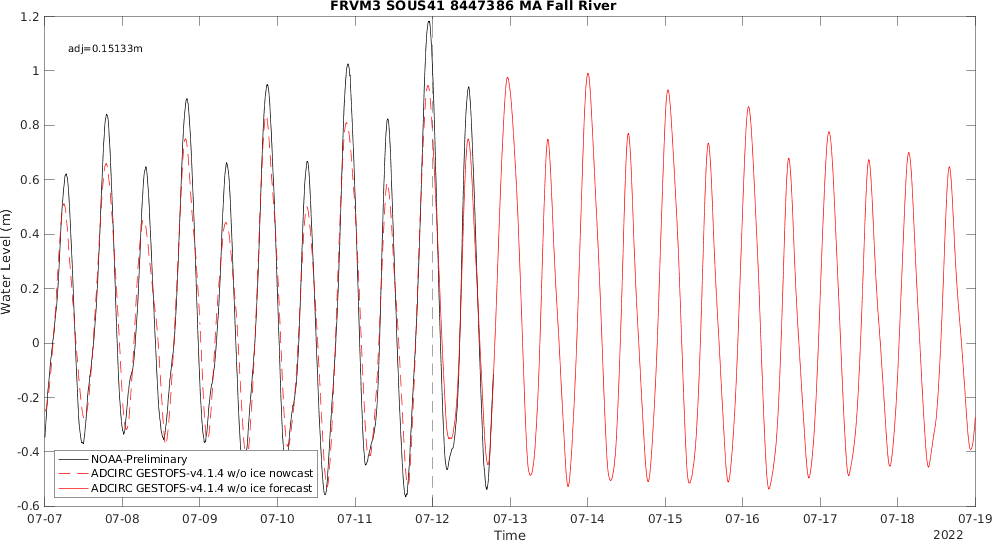 FRVM3 SOUS41 8447386 MA Fall River
adj=0.15133m
Water Level (m)
1.2
1
0.8
0.6
0.4
0.2
0
-0.2
-0.4
-0.6
NOAA-Preliminary
ADCIRC GESTOFS-v4.1.4 w/o ice nowcast
ADCIRC GESTOFS-v4.1.4 w/o ice forecast
07-07 07-08 07-09 07-10 07-11 07-12 07-13 07-14 07-15 07-16 07-17 07-18 07-19
Time
2022